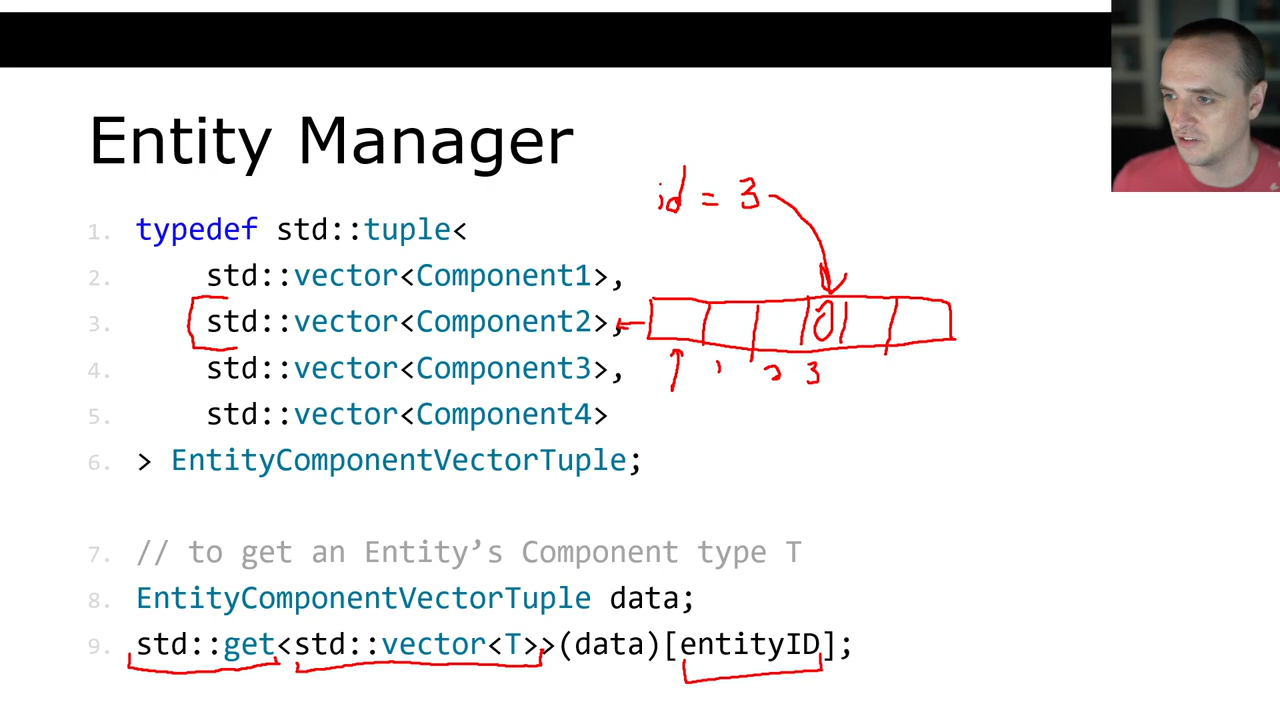 Entity Manager
id = 3
1. typedef std::tuple<
2. std::vector<Component1>,
3. std::vector<Component2>,
1 2 3
4. std::vector<Component3>,
5. std::vector<Component4>
6. > EntityComponentVectorTuple;
7. // to get an Entity’s Component type T
8. EntityComponentVectorTuple data;
9. std::get<std::vector<T>>(data)[entityID];